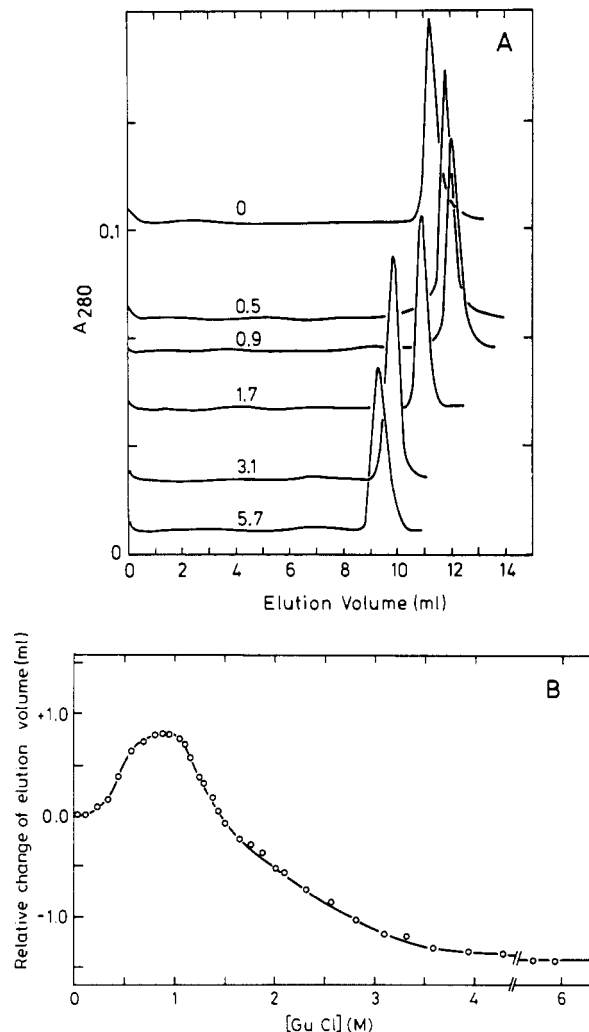 A
0
0.1
A280
0.5
0.9
1.7
3.1
5.7
0
0 2 4 6 8 10 12 14
Elution Volume (ml)
B
Relative change of elution volume (ml)
+1.0
0.0
-1.0
0 1 2 3 4 6
[Gu Cl] (M)